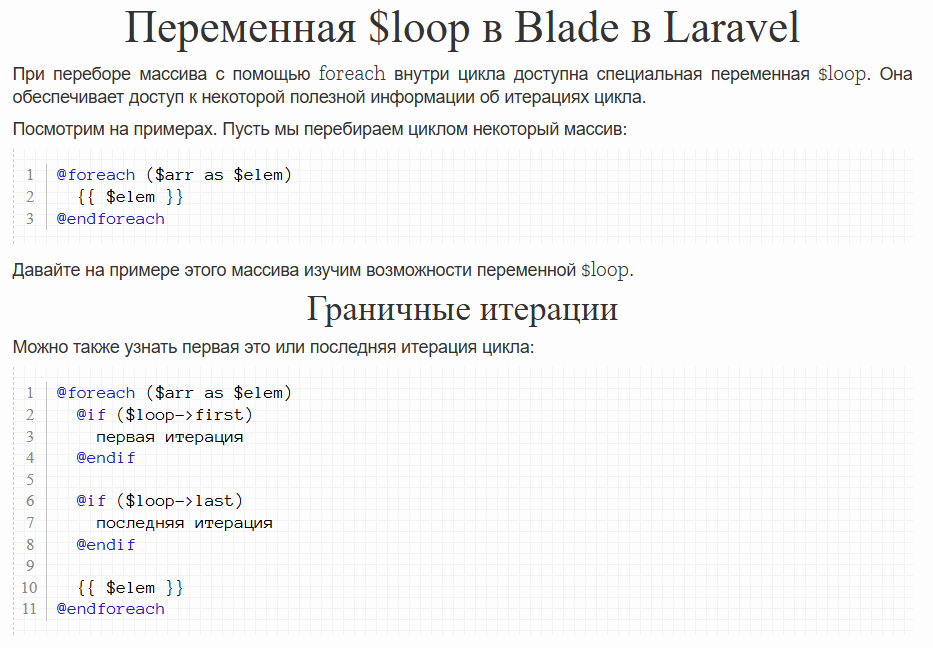 Переменная $loop в Blade в Laravel
При переборе массива с помощью foreach внутри цикла доступна специальная переменная $loop. Она
обеспечивает доступ к некоторой полезной информации об итерациях цикла.
Посмотрим на примерах. Пусть мы перебираем циклом некоторый массив:
1 @foreach ($arr as $elem)
2 {{ $elem }}
3 @endforeach
Давайте на примере этого массива изучим возможности переменной $loop.
Граничные итерации
Можно также узнать первая это или последняя итерация цикла:
1 @foreach ($arr as $elem)
2 @if ($loop->first)
3 первая итерация
4 @endif
5
6 @if ($loop->last)
7 последняя итерация
8 @endif
9
10 {{ $elem }}
11 @endforeach